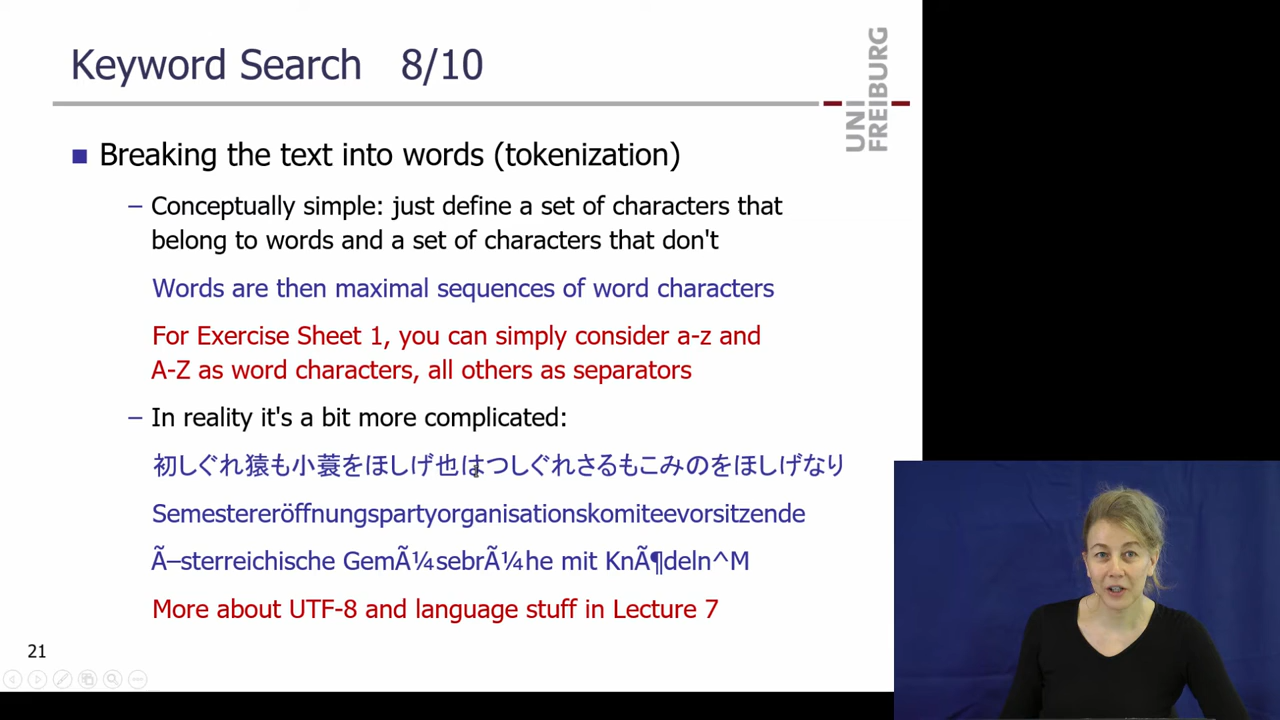 Keyword Search 8/10
UNI
FREIBURG
■ Breaking the text into words (tokenization)
– Conceptually simple: just define a set of characters that
belong to words and a set of characters that don't
Words are then maximal sequences of word characters
For Exercise Sheet 1, you can simply consider a-z and
A-Z as word characters, all others as separators
– In reality it's a bit more complicated:
初しぐれ猿も小蓑をほしげ也はつしぐれさるもこみのをほしげなり
Semestereröffnungspartyorganisationskomiteevorsitzende
Ã–sterreichische GemÃ¼sebrÃ¼he mit KnÃ¶deln^M
More about UTF-8 and language stuff in Lecture 7
21